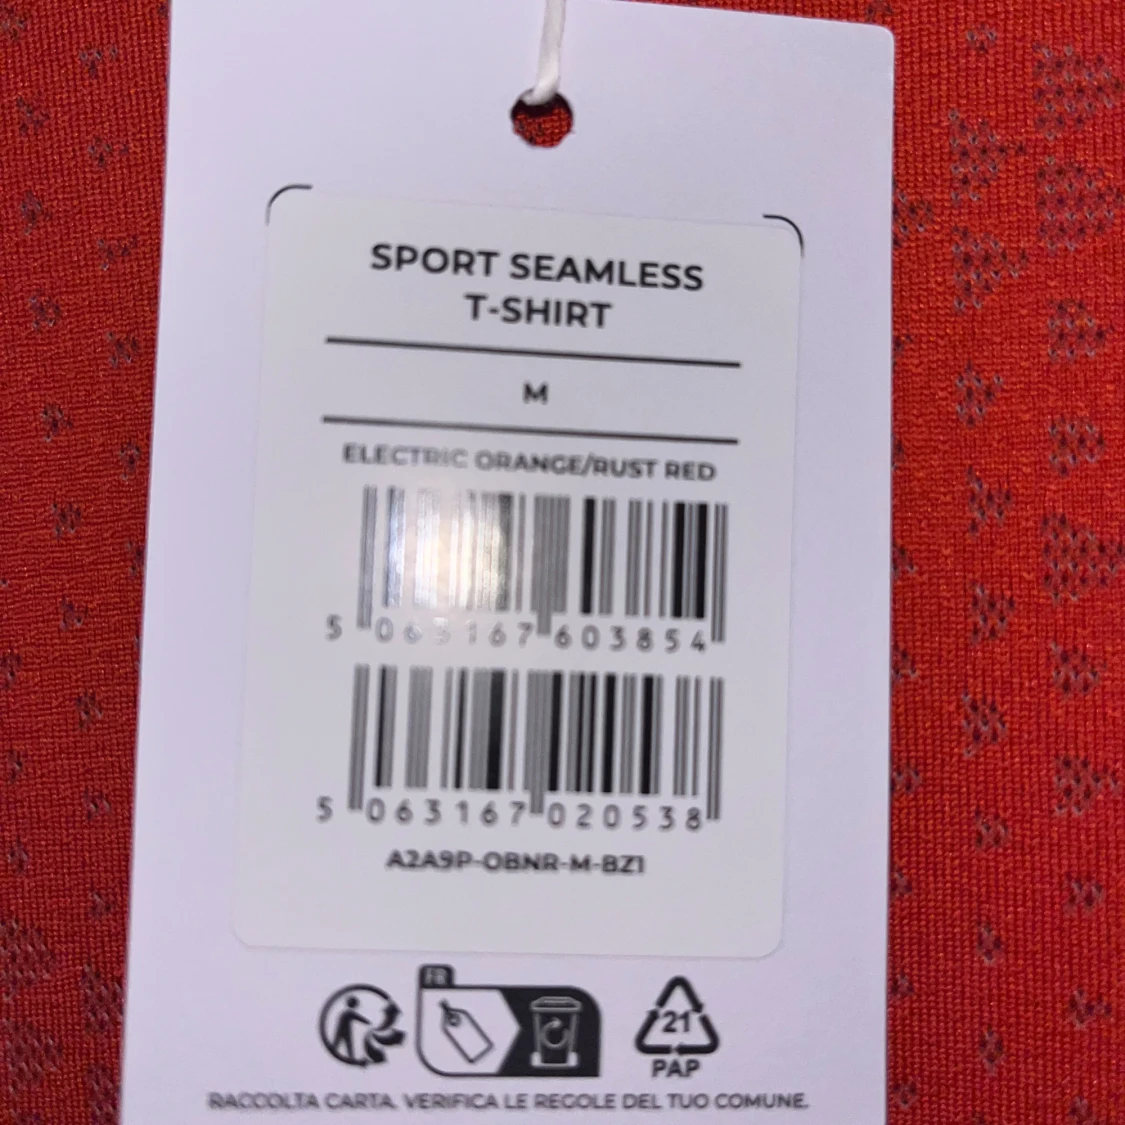 SPORT SEAMLESS
T-SHIRT
M
ELECTRIC ORANGE/RUST RED
5 063167 603854
5 063167 020538
A2A9P-OBNR-M-BZ1
FR
21
PAP
RACCOLTA CARTA. VERIFICA LE REGOLE DEL TUO COMUNE.